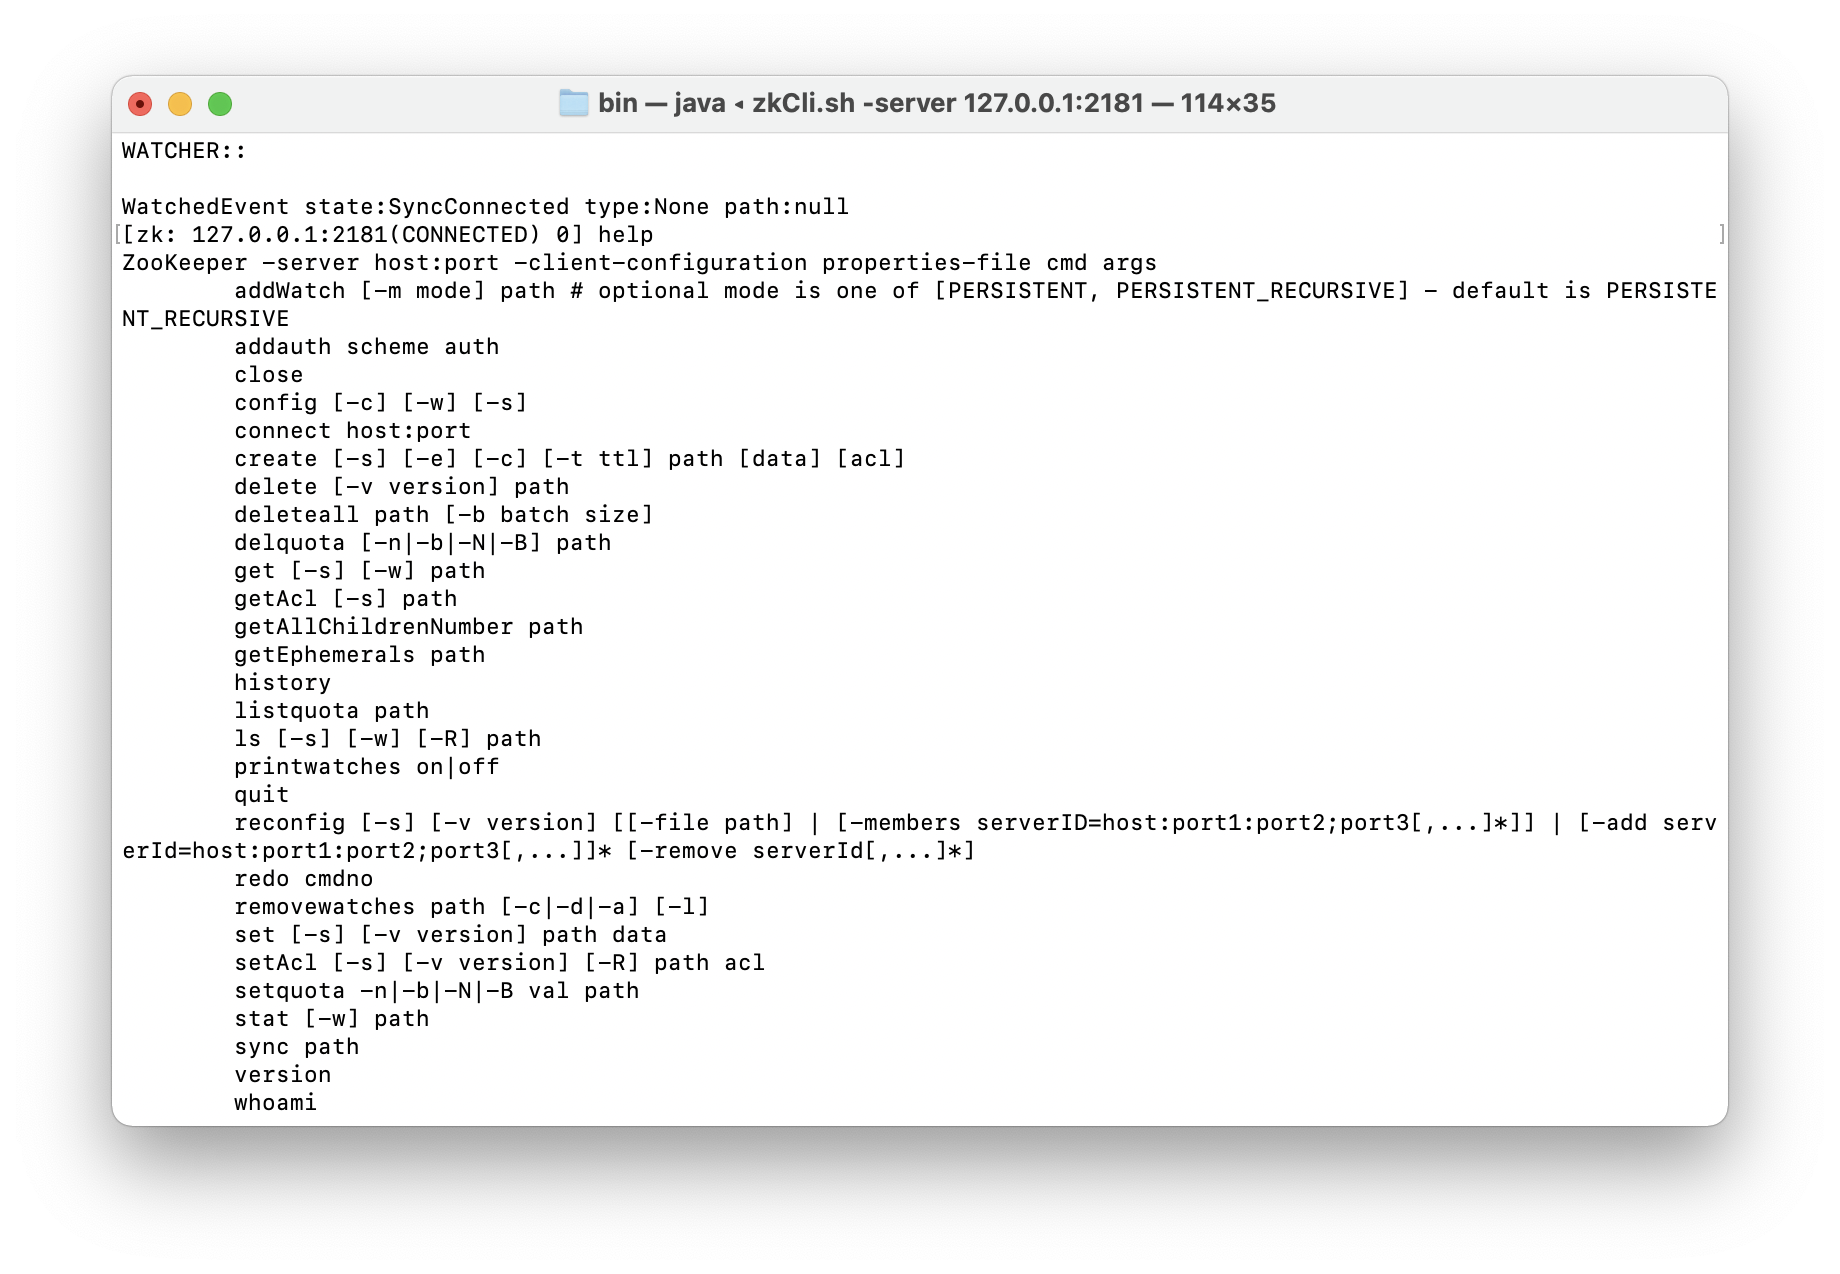 bin — java ◂ zkCli.sh -server 127.0.0.1:2181 — 114×35
WATCHER::
WatchedEvent state:SyncConnected type:None path:null
[zk: 127.0.0.1:2181(CONNECTED) 0] help
ZooKeeper -server host:port -client-configuration properties-file cmd args
addWatch [-m mode] path # optional mode is one of [PERSISTENT, PERSISTENT_RECURSIVE] - default is PERSISTE
NT_RECURSIVE
addauth scheme auth
close
config [-c] [-w] [-s]
connect host:port
create [-s] [-e] [-c] [-t ttl] path [data] [acl]
delete [-v version] path
deleteall path [-b batch size]
delquota [-n|-b|-N|-B] path
get [-s] [-w] path
getAcl [-s] path
getAllChildrenNumber path
getEphemerals path
history
listquota path
ls [-s] [-w] [-R] path
printwatches on|off
quit
reconfig [-s] [-v version] [[-file path] | [-members serverID=host:port1:port2;port3[,...]*]] | [-add serv
erId=host:port1:port2;port3[,...]]* [-remove serverId[,...]*]
redo cmdno
removewatches path [-c|-d|-a] [-l]
set [-s] [-v version] path data
setAcl [-s] [-v version] [-R] path acl
setquota -n|-b|-N|-B val path
stat [-w] path
sync path
version
whoami